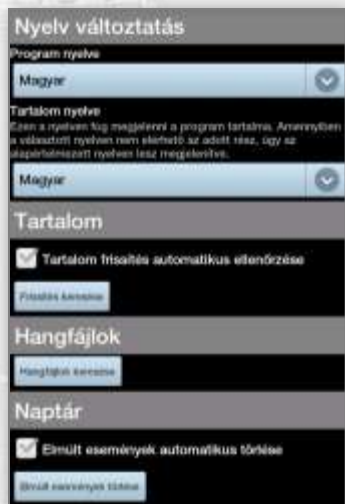 Nyelv változtatás
Program nyelve
Magyar
Tartalom nyelve
Ezen a nyelven fog megjelenni a program tartalma. Amennyiben
a választott nyelven nem elérhető az adott rész, úgy az
alapértelmezett nyelven lesz megjelenítve.
Magyar
Tartalom
Tartalom frissítés automatikus ellenőrzése
Frissítés keresése
Hangfájlok
Hangfájlok keresése
Naptár
Elmúlt események automatikus törlése
Elmúlt események törlése